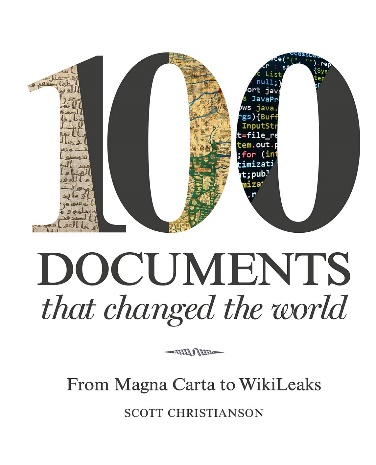 100
DOCUMENTS
that changed the world
From Magna Carta to WikiLeaks
SCOTT CHRISTIANSON